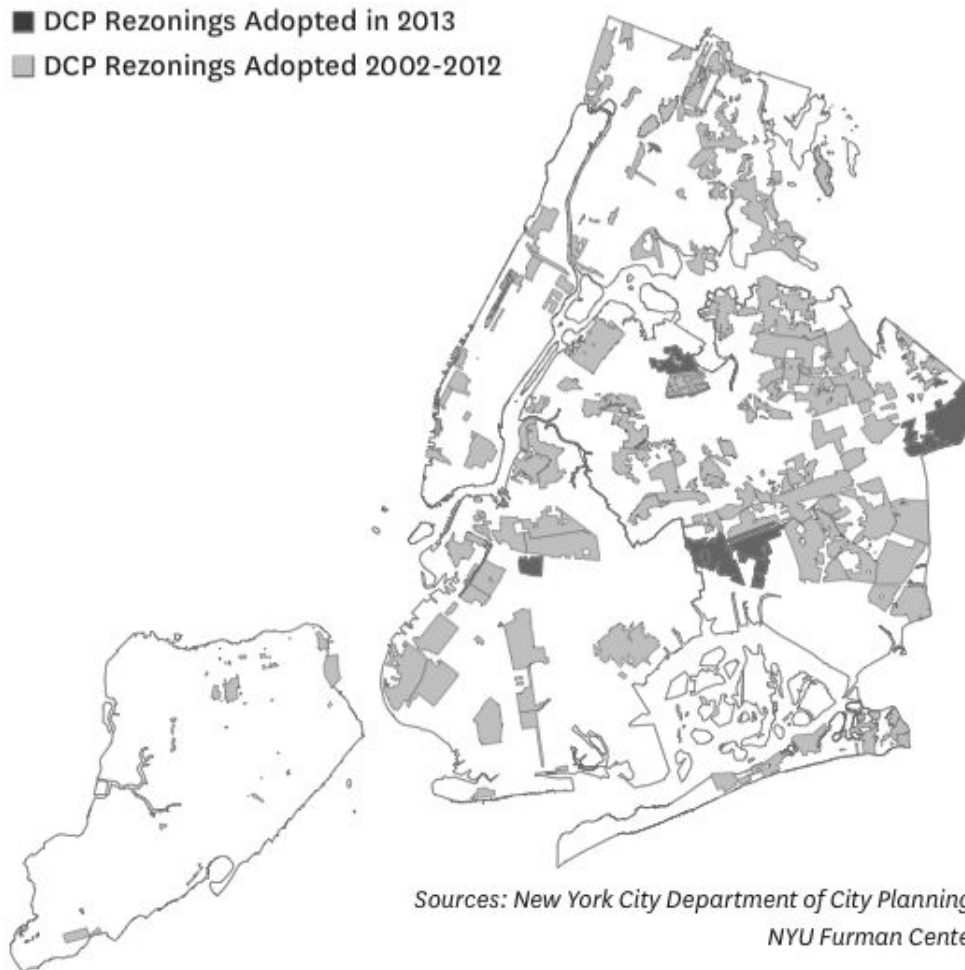 DCP Rezonings Adopted in 2013
DCP Rezonings Adopted 2002-2012
Sources: New York City Department of City Planning
NYU Furman Cente